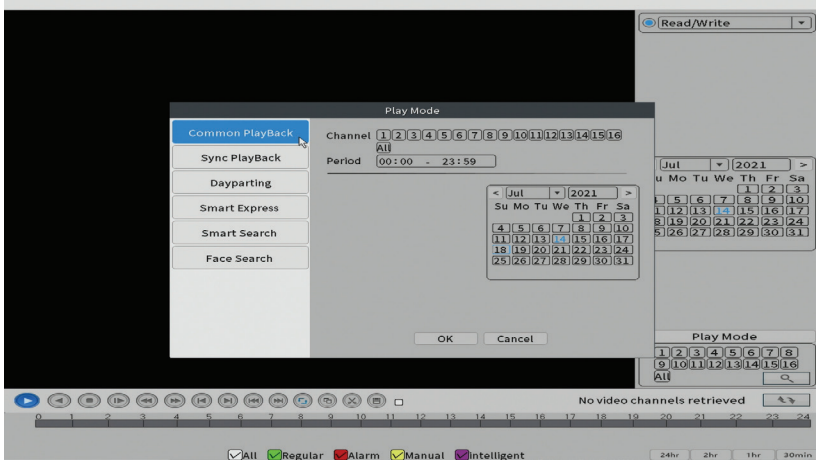 Read/Write
Play Mode
Common PlayBack
Sync PlayBack
Dayparting
Smart Express
Smart Search
Face Search
Channel 1 2 3 4 5 6 7 8 9 10 11 12 13 14 15 16
All
Period 00:00 - 23:59
< Jul 2021 >
Su Mo Tu We Th Fr Sa
1 2 3
4 5 6 7 8 9 10
11 12 13 14 15 16 17
18 19 20 21 22 23 24
25 26 27 28 29 30 31
OK Cancel
Jul 2021 >
u Mo Tu We Th Fr Sa
1 2 3
5 6 7 8 9 10
1 12 13 14 15 16 17
8 19 20 21 22 23 24
5 26 27 28 29 30 31
Play Mode
1 2 3 4 5 6 7 8
9 10 11 12 13 14 15 16
All
No video channels retrieved
0 1 2 3 4 5 6 7 8 9 10 11 12 13 14 15 16 17 18 19 20 21 22 23 24
All Regular Alarm Manual Intelligent
24hr 2hr 1hr 30min